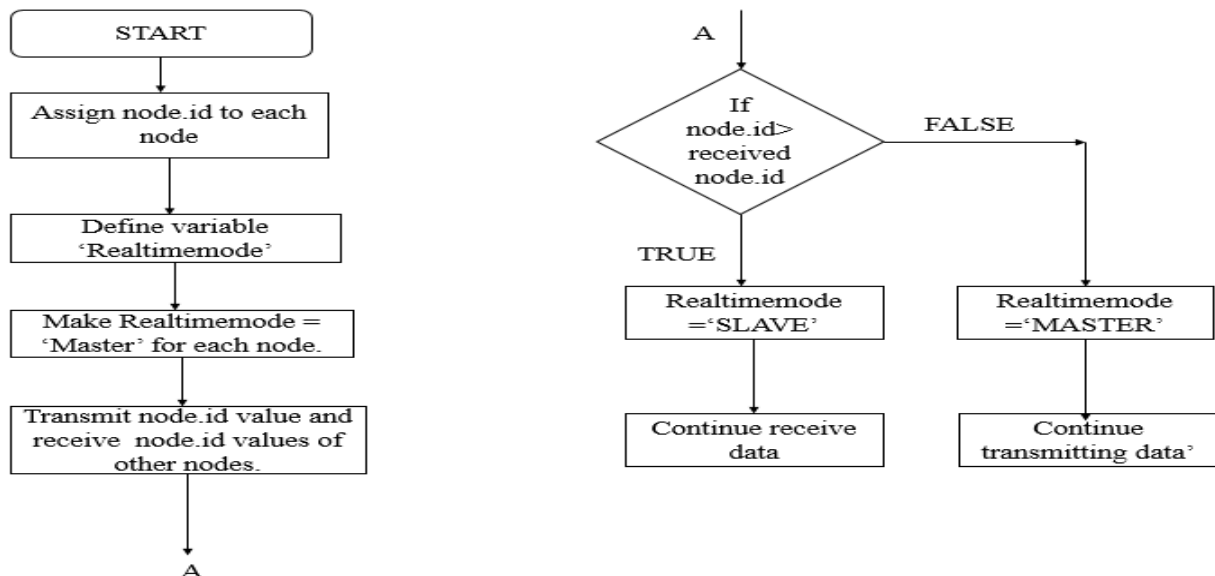 START
Assign node.id to each
node
Define variable
‘Realtimemode’
Make Realtimemode =
‘Master’ for each node.
Transmit node.id value and
receive node.id values of
other nodes.
A
A
If
node.id>
received
node.id
FALSE
TRUE
Realtimemode
=‘SLAVE’
Realtimemode
=‘MASTER’
Continue receive
data
Continue
transmitting data’